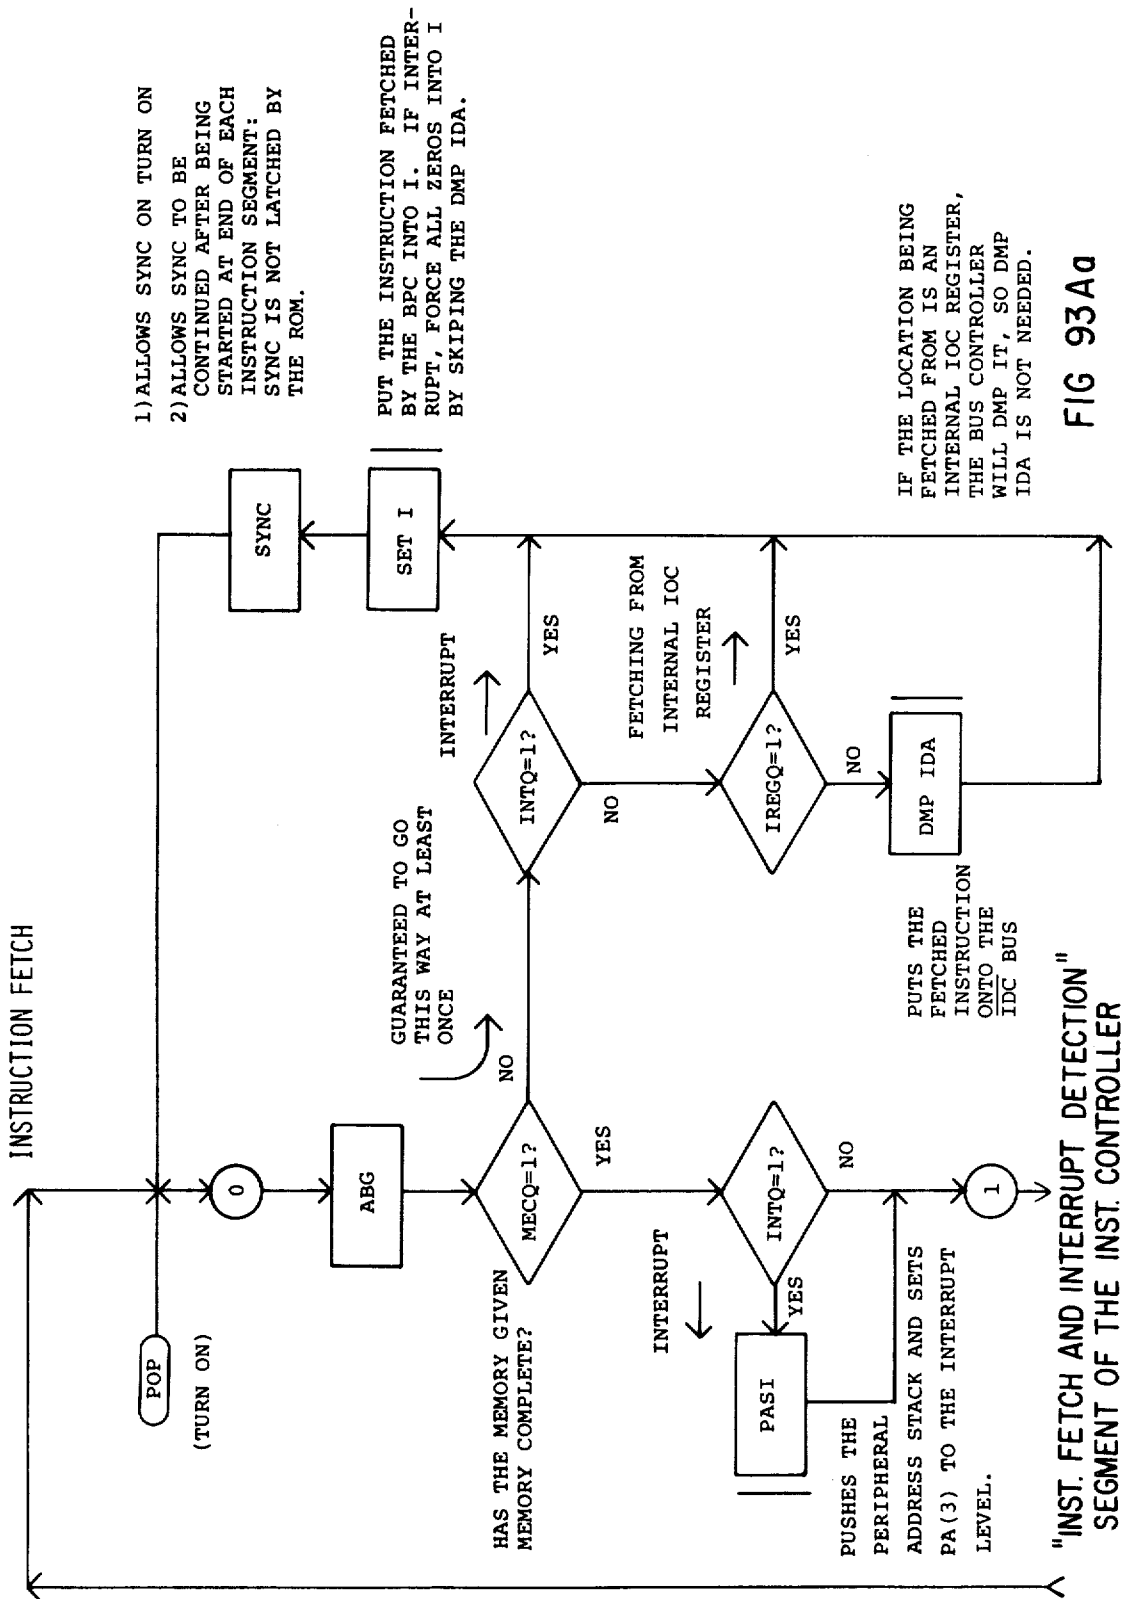 INSTRUCTION FETCH
POP
(TURN ON)
0
ABG
MECQ=1?
HAS THE MEMORY GIVEN
MEMORY COMPLETE?
NO
YES
GUARANTEED TO GO
THIS WAY AT LEAST
ONCE
INTQ=1?
INTERRUPT
YES
NO
IREGQ=1?
FETCHING FROM
INTERNAL IOC
REGISTER
YES
NO
DMP IDA
PUTS THE
FETCHED
INSTRUCTION
ONTO THE
IDC BUS
SYNC
1)ALLOWS SYNC ON TURN ON
2)ALLOWS SYNC TO BE
CONTINUED AFTER BEING
STARTED AT END OF EACH
INSTRUCTION SEGMENT:
SYNC IS NOT LATCHED BY
THE ROM.
SET I
PUT THE INSTRUCTION FETCHED
BY THE BPC INTO I. IF INTER-
RUPT, FORCE ALL ZEROS INTO I
BY SKIPING THE DMP IDA.
IF THE LOCATION BEING
FETCHED FROM IS AN
INTERNAL IOC REGISTER,
THE BUS CONTROLLER
WILL DMP IT, SO DMP
IDA IS NOT NEEDED.
INTQ=1?
INTERRUPT
YES
NO
PASI
PUSHES THE
PERIPHERAL
ADDRESS STACK AND SETS
PA(3) TO THE INTERRUPT
LEVEL.
1
"INST. FETCH AND INTERRUPT DETECTION"
SEGMENT OF THE INST. CONTROLLER
FIG 93Aa